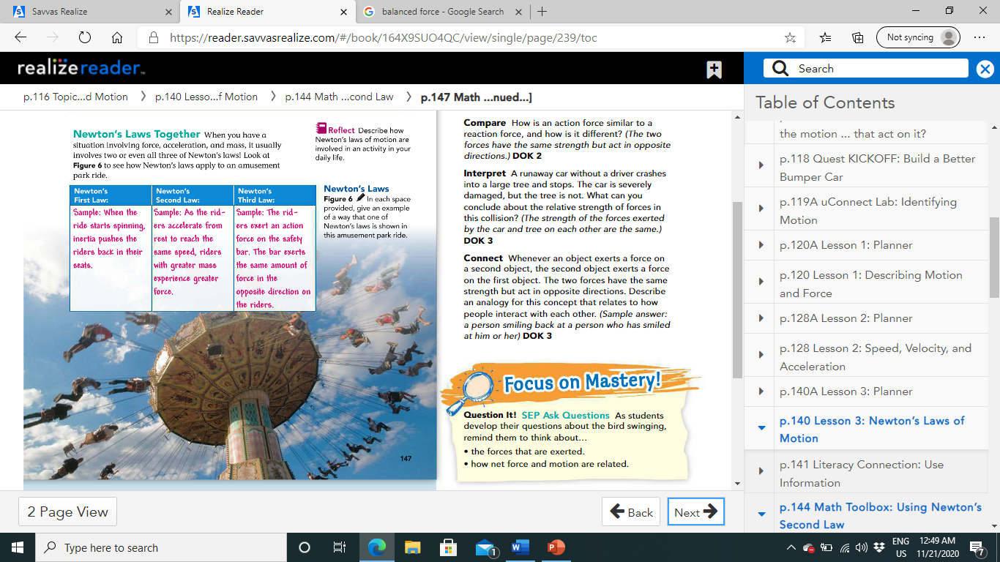 Savvas Realize
Realize Reader
balanced force - Google Search
https://reader.savvasrealize.com/#/book/164X9SUO4QC/view/single/page/239/toc
Not syncing
realizereader
Search
p.116 Topic...d Motion
p.140 Lesso...f Motion
p.144 Math ...cond Law
p.147 Math ...nued...]
Newton's Laws Together When you have a
situation involving force, acceleration, and mass, it usually
involves two or even all three of Newton's laws! Look at
Figure 6 to see how Newton's laws apply to an amusement
park ride.
Reflect Describe how
Newton's laws of motion are
involved in an activity in your
daily life.
Newton's
First Law:
Sample: When the
ride starts spinning,
inertia pushes the
riders back in their
seats.
Newton's
Second Law:
Sample: As the rid-
ers accelerate from
rest to reach the
same speed, riders
with greater mass
experience greater
force.
Newton's
Third Law:
Sample: The rid-
ers exert an action
force on the safety
bar. The bar exerts
the same amount of
force in the
opposite direction on
the riders.
Newton's Laws
Figure 6 In each space
provided, give an example
of a way that one of
Newton's laws is shown in
this amusement park ride.
147
Compare How is an action force similar to a
reaction force, and how is it different? (The two
forces have the same strength but act in opposite
directions.) DOK 2
Interpret A runaway car without a driver crashes
into a large tree and stops. The car is severely
damaged, but the tree is not. What can you
conclude about the relative strength of forces in
this collision? (The strength of the forces exerted
by the car and tree on each other are the same.)
DOK 3
Connect Whenever an object exerts a force on
a second object, the second object exerts a force
on the first object. The two forces have the same
strength but act in opposite directions. Describe
an analogy for this concept that relates to how
people interact with each other. (Sample answer:
a person smiling back at a person who has smiled
at him or her) DOK 3
Focus on Mastery!
Question It! SEP Ask Questions As students
develop their questions about the bird swinging,
remind them to think about...
• the forces that are exerted.
• how net force and motion are related.
Table of Contents
the motion ... that act on it?
p.118 Quest KICKOFF: Build a Better
Bumper Car
p.119A uConnect Lab: Identifying
Motion
p.120A Lesson 1: Planner
p.120 Lesson 1: Describing Motion
and Force
p.128A Lesson 2: Planner
p.128 Lesson 2: Speed, Velocity, and
Acceleration
p.140A Lesson 3: Planner
p.140 Lesson 3: Newton's Laws of
Motion
p.141 Literacy Connection: Use
Information
p.144 Math Toolbox: Using Newton's
Second Law
2 Page View
Back
Next
Type here to search
1
ENG
US
12:49 AM
11/21/2020
7